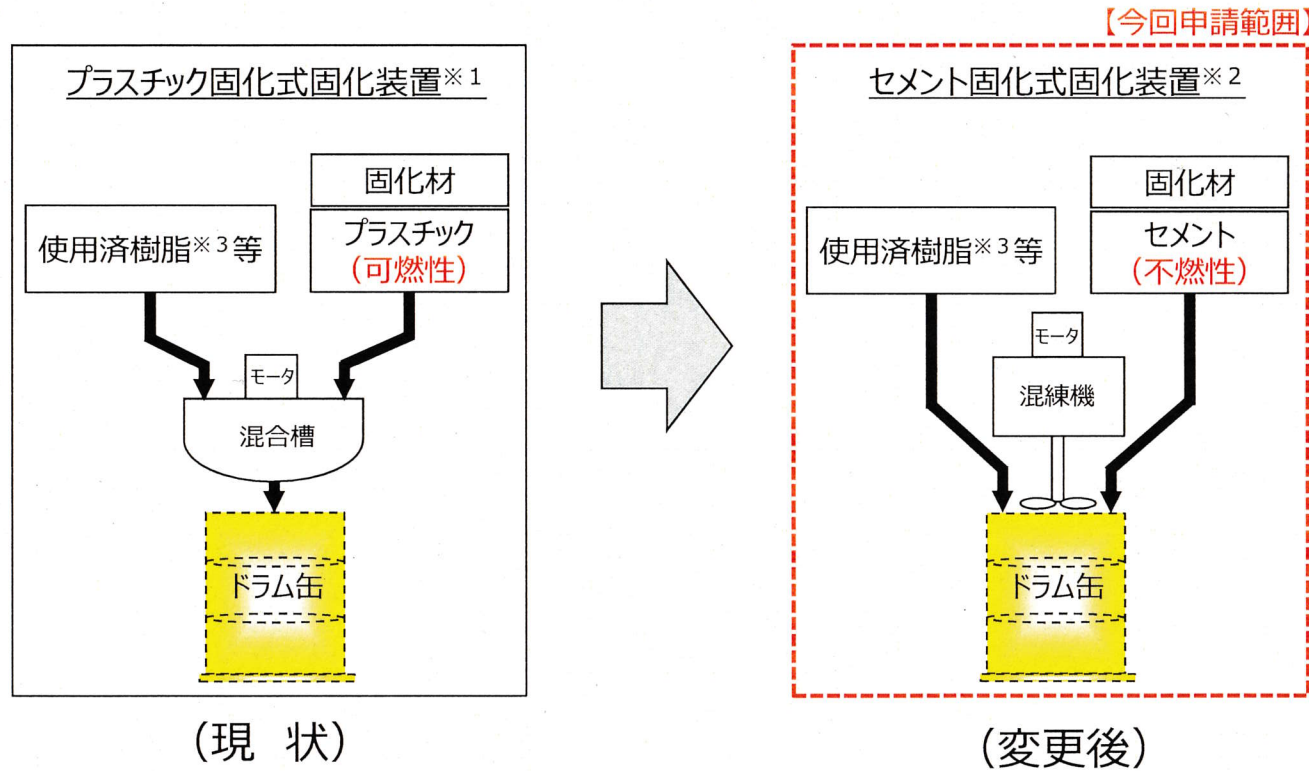 【今回申請範囲】
プラスチック固化式固化装置※1
固化材
使用済樹脂※3等
プラスチック
(可燃性)
モータ
混合槽
ドラム缶
(現 状)
セメント固化式固化装置※2
固化材
使用済樹脂※3等
セメント
(不燃性)
モータ
混練機
ドラム缶
(変更後)